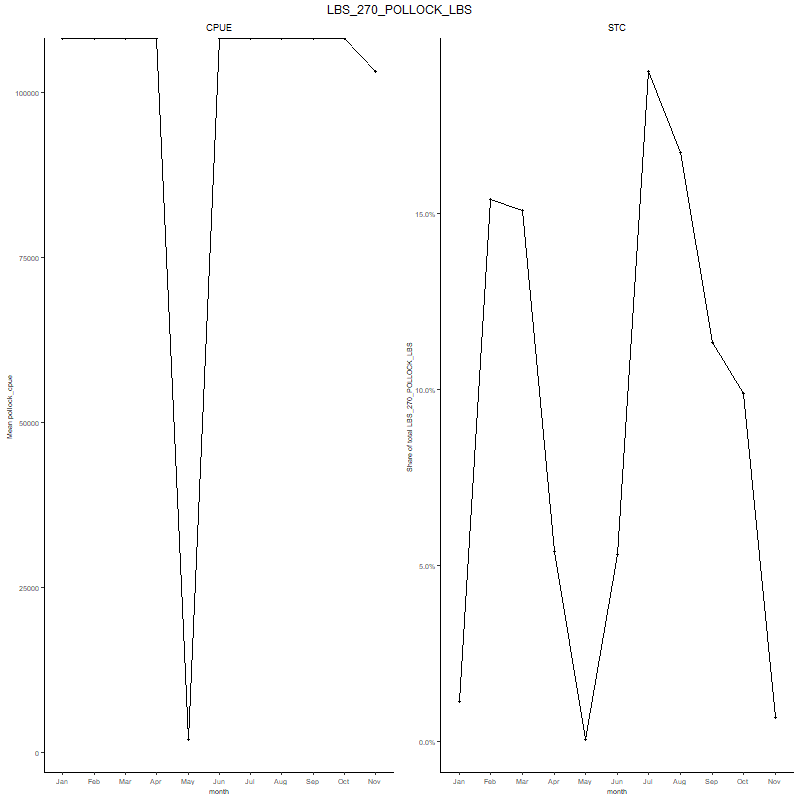 LBS_270_POLLOCK_LBS
CPUE
STC
Mean pollock_cpue
100000
75000
50000
25000
0
Jan Feb Mar Apr May Jun Jul Aug Sep Oct Nov
month
Share of total LBS_270_POLLOCK_LBS
15.0%
10.0%
5.0%
0.0%
Jan Feb Mar Apr May Jun Jul Aug Sep Oct Nov
month